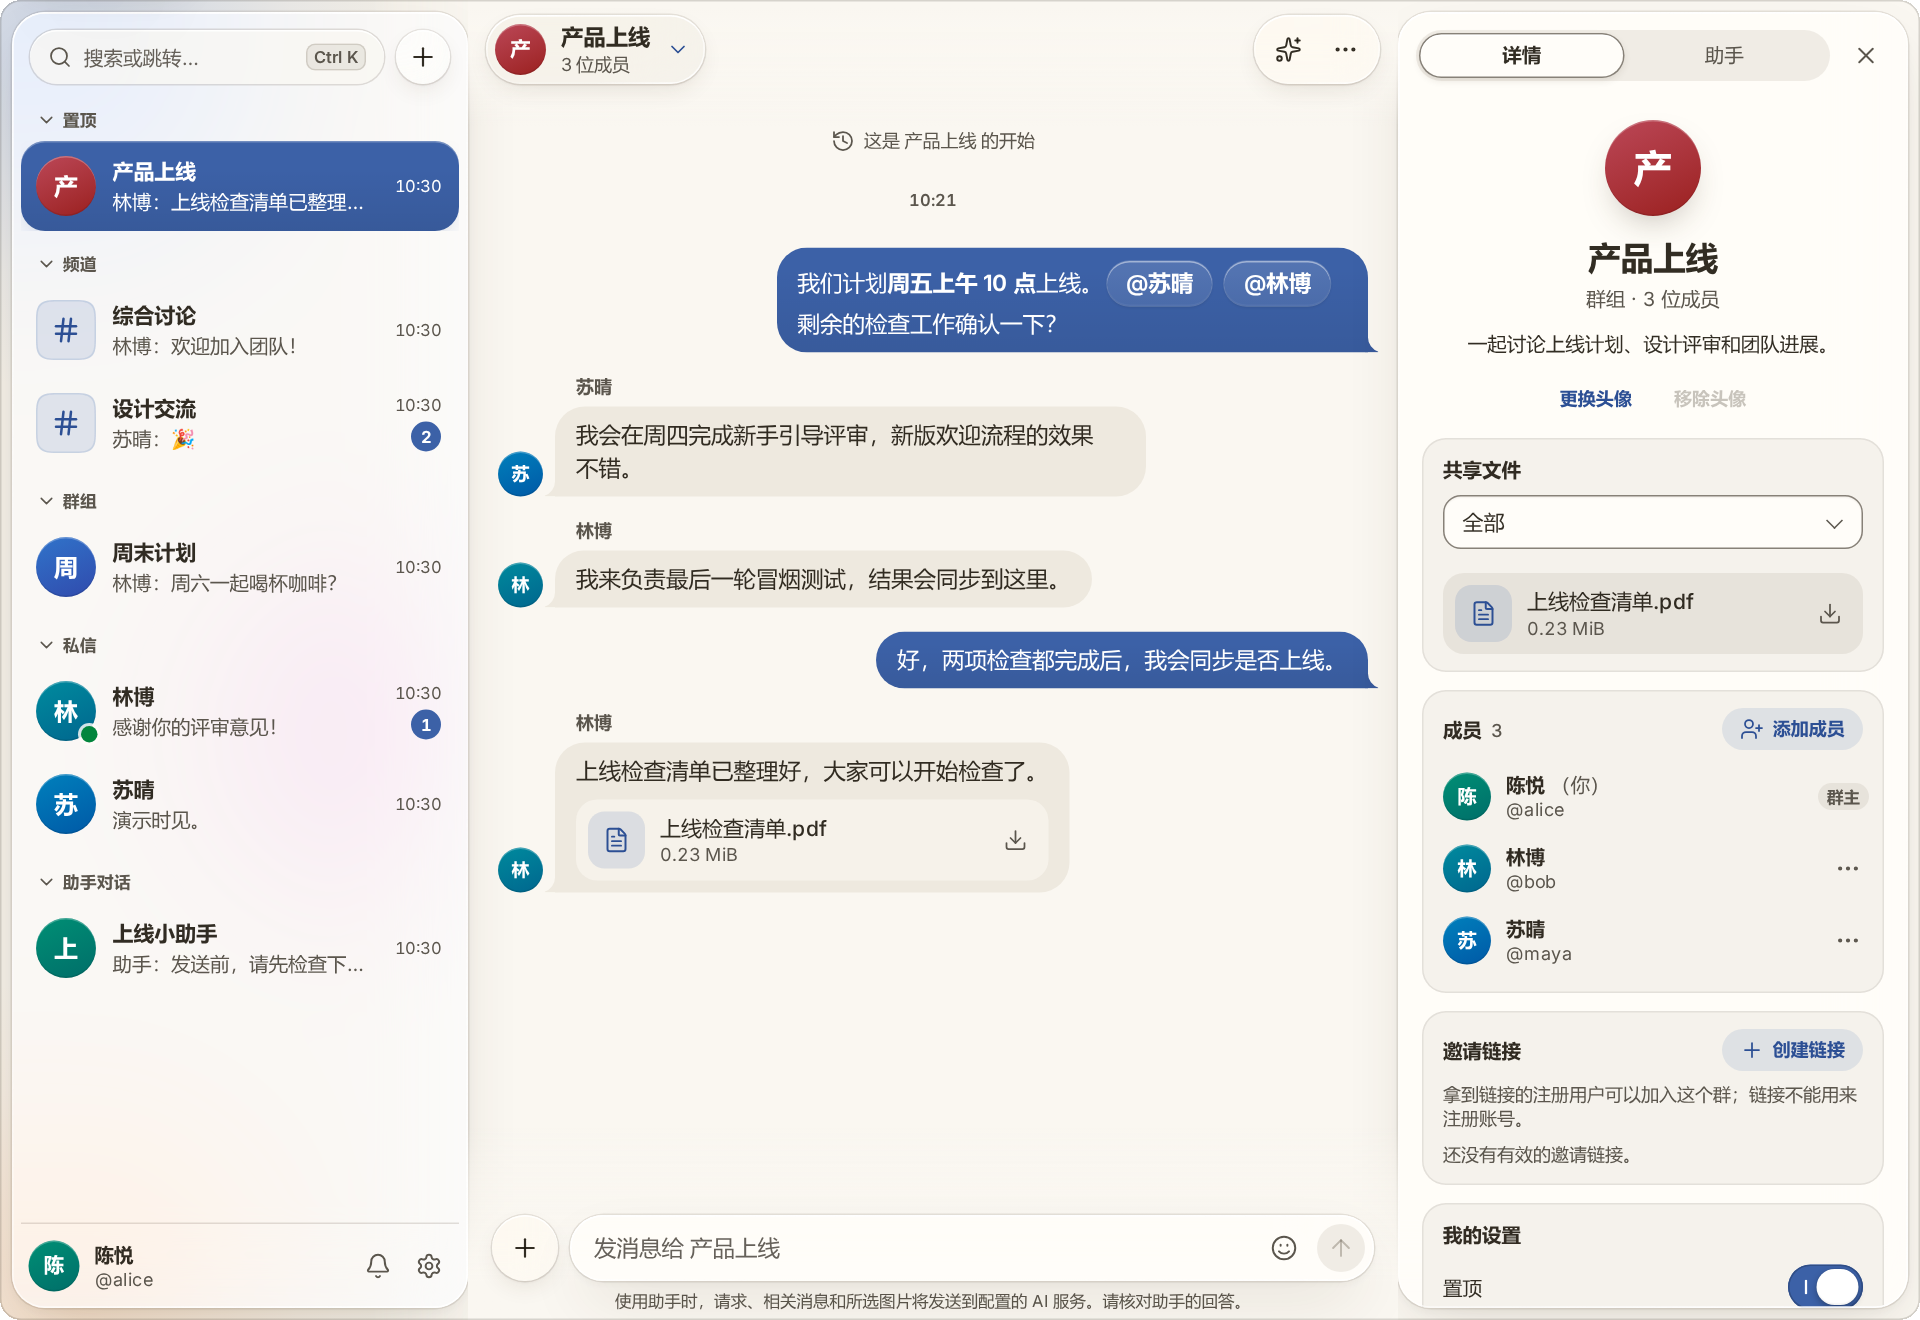 搜索或跳转...
Ctrl K
置顶
产
产品上线
10:30
林博：上线检查清单已整理...
频道
综合讨论
10:30
林博：欢迎加入团队！
设计交流
10:30
苏晴：🎉
2
群组
周
周末计划
10:30
林博：周六一起喝杯咖啡？
私信
林
林博
10:30
感谢你的评审意见！
1
苏
苏晴
10:30
演示时见。
助手对话
上
上线小助手
10:30
助手：发送前，请先检查下...
陈
陈悦
@alice
产
产品上线
3 位成员
这是 产品上线 的开始
10:21
我们计划周五上午 10 点上线。 @苏晴 @林博
剩余的检查工作确认一下？
苏晴
我会在周四完成新手引导评审，新版欢迎流程的效果
不错。
苏
林博
我来负责最后一轮冒烟测试，结果会同步到这里。
林
好，两项检查都完成后，我会同步是否上线。
林博
上线检查清单已整理好，大家可以开始检查了。
上线检查清单.pdf
0.23 MiB
林
发消息给 产品上线
使用助手时，请求、相关消息和所选图片将发送到配置的 AI 服务。请核对助手的回答。
详情
助手
产
产品上线
群组 · 3 位成员
一起讨论上线计划、设计评审和团队进展。
更换头像
移除头像
共享文件
全部
上线检查清单.pdf
0.23 MiB
成员 3
添加成员
陈
陈悦 （你）
@alice
群主
林
林博
@bob
苏
苏晴
@maya
邀请链接
创建链接
拿到链接的注册用户可以加入这个群；链接不能用来
注册账号。
还没有有效的邀请链接。
我的设置
置顶